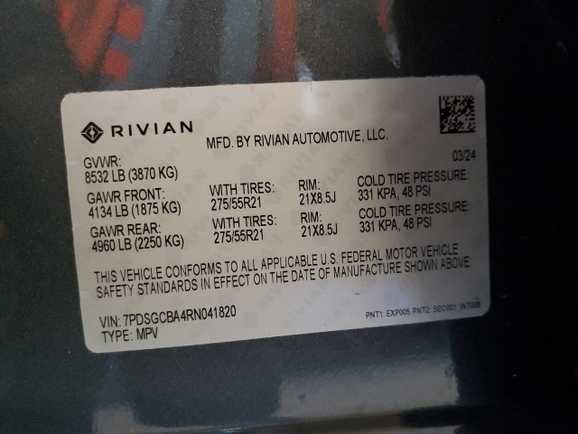 RIVIAN MFD. BY RIVIAN AUTOMOTIVE, LLC.
GVWR: 03/24
8532 LB (3870 KG)
GAWR FRONT: WITH TIRES: RIM: COLD TIRE PRESSURE:
4134 LB (1875 KG) 275/55R21 21X8.5J 331 KPA, 48 PSI
GAWR REAR: WITH TIRES: RIM: COLD TIRE PRESSURE:
4960 LB (2250 KG) 275/55R21 21X8.5J 331 KPA, 48 PSI
THIS VEHICLE CONFORMS TO ALL APPLICABLE U.S. FEDERAL MOTOR VEHICLE
SAFETY STANDARDS IN EFFECT ON THE DATE OF MANUFACTURE SHOWN ABOVE
VIN: 7PDSGCBA4RN041820
TYPE: MPV PNT1: EXP005 PNT2: SEC001